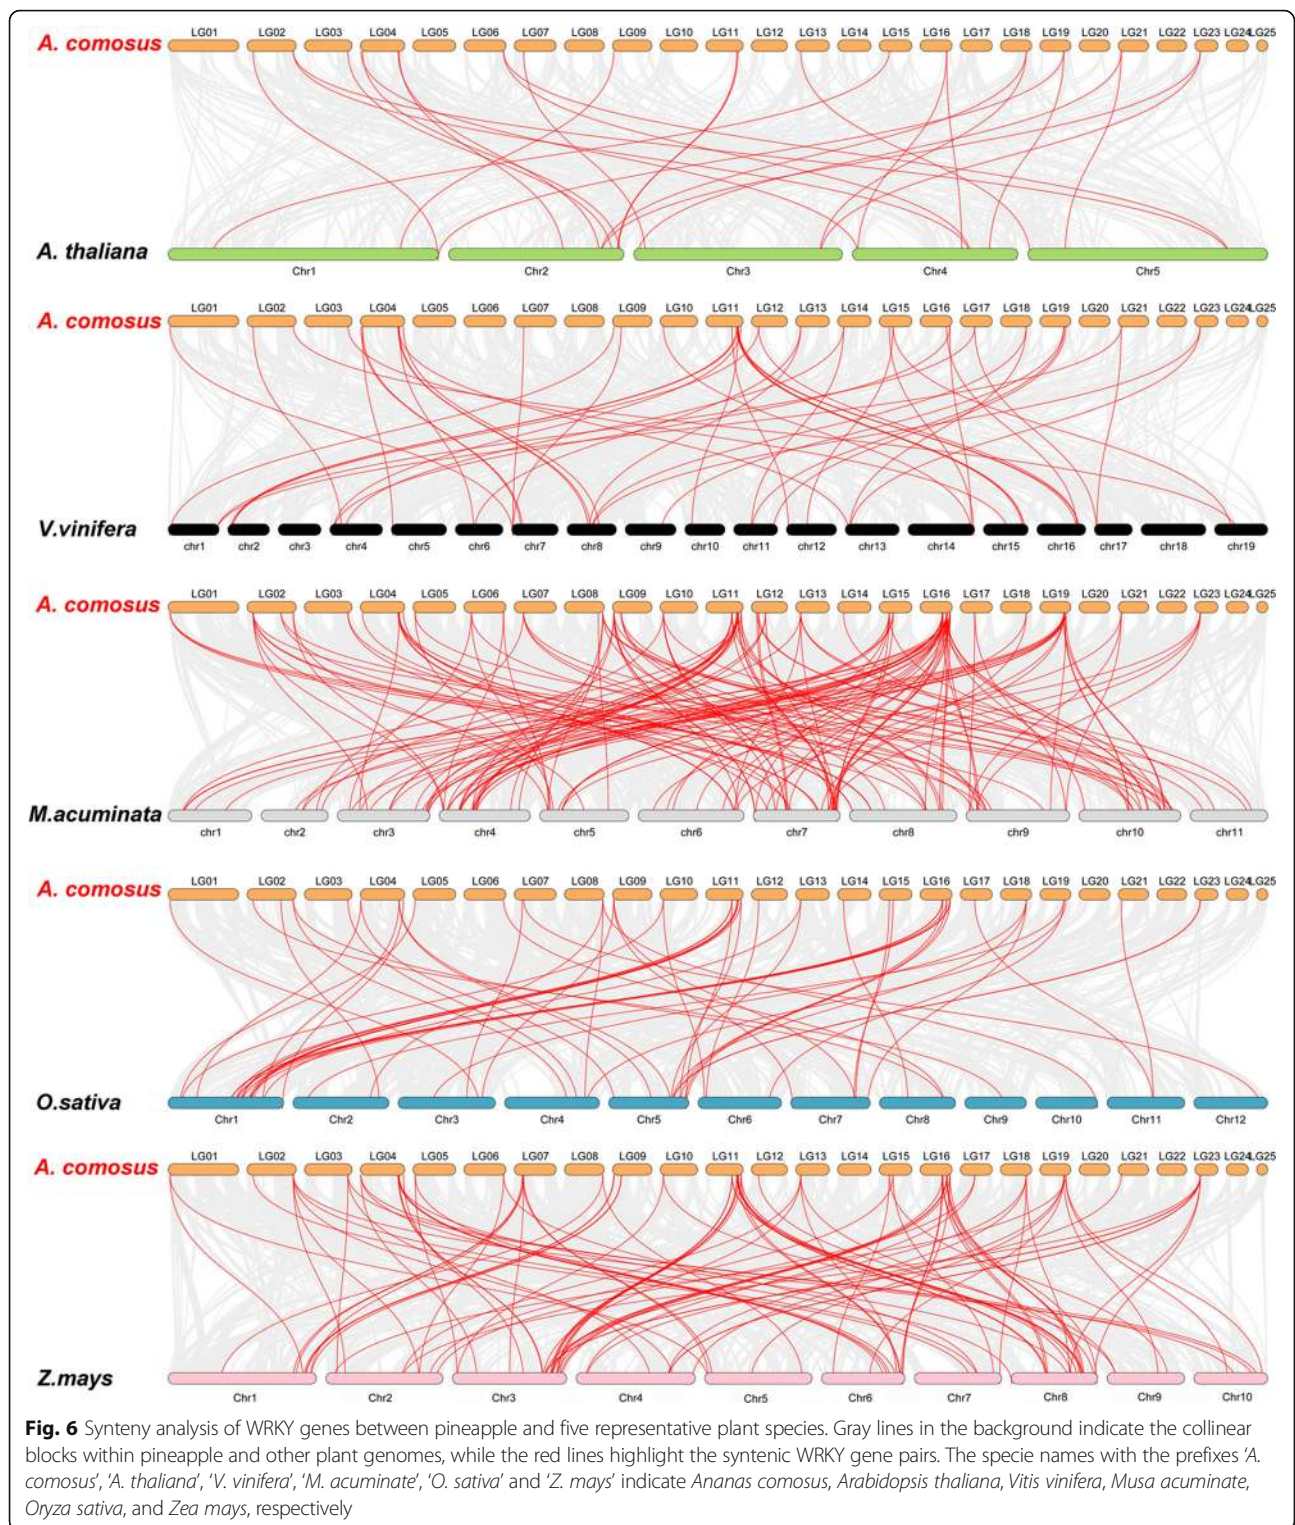 LG01 LG02 LG03 LG04 LG05 LG06 LG07 LG08 LG09 LG10 LG11 LG12 LG13 LG14 LG15 LG16 LG17 LG18 LG19 LG20 LG21 LG22 LG23 LG24 LG25
A. comosus
A. thaliana
Chr1 Chr2 Chr3 Chr4 Chr5
LG01 LG02 LG03 LG04 LG05 LG06 LG07 LG08 LG09 LG10 LG11 LG12 LG13 LG14 LG15 LG16 LG17 LG18 LG19 LG20 LG21 LG22 LG23 LG24 LG25
A. comosus
V.vinifera
chr1 chr2 chr3 chr4 chr5 chr6 chr7 chr8 chr9 chr10 chr11 chr12 chr13 chr14 chr15 chr16 chr17 chr18 chr19
LG01 LG02 LG03 LG04 LG05 LG06 LG07 LG08 LG09 LG10 LG11 LG12 LG13 LG14 LG15 LG16 LG17 LG18 LG19 LG20 LG21 LG22 LG23 LG24 LG25
A. comosus
M.acuminata
chr1 chr2 chr3 chr4 chr5 chr6 chr7 chr8 chr9 chr10 chr11
LG01 LG02 LG03 LG04 LG05 LG06 LG07 LG08 LG09 LG10 LG11 LG12 LG13 LG14 LG15 LG16 LG17 LG18 LG19 LG20 LG21 LG22 LG23 LG24 LG25
A. comosus
O.sativa
Chr1 Chr2 Chr3 Chr4 Chr5 Chr6 Chr7 Chr8 Chr9 Chr10 Chr11 Chr12
LG01 LG02 LG03 LG04 LG05 LG06 LG07 LG08 LG09 LG10 LG11 LG12 LG13 LG14 LG15 LG16 LG17 LG18 LG19 LG20 LG21 LG22 LG23 LG24 LG25
A. comosus
Z.mays
Chr1 Chr2 Chr3 Chr4 Chr5 Chr6 Chr7 Chr8 Chr9 Chr10
Fig. 6 Synteny analysis of WRKY genes between pineapple and five representative plant species. Gray lines in the background indicate the collinear
blocks within pineapple and other plant genomes, while the red lines highlight the syntenic WRKY gene pairs. The specie names with the prefixes ‘A.
comosus’, ‘A. thaliana’, ‘V. vinifera’, ‘M. acuminate’, ‘O. sativa’ and ‘Z. mays’ indicate Ananas comosus, Arabidopsis thaliana, Vitis vinifera, Musa acuminate,
Oryza sativa, and Zea mays, respectively